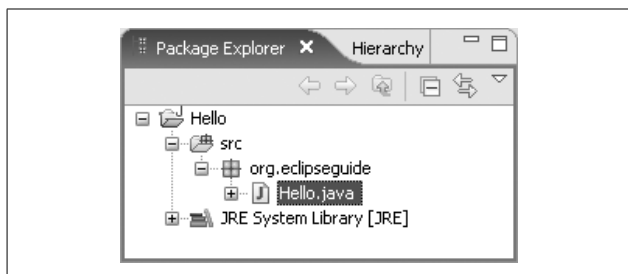 Package Explorer Hierarchy
Hello
src
org.eclipseguide
Hello.java
JRE System Library [JRE]